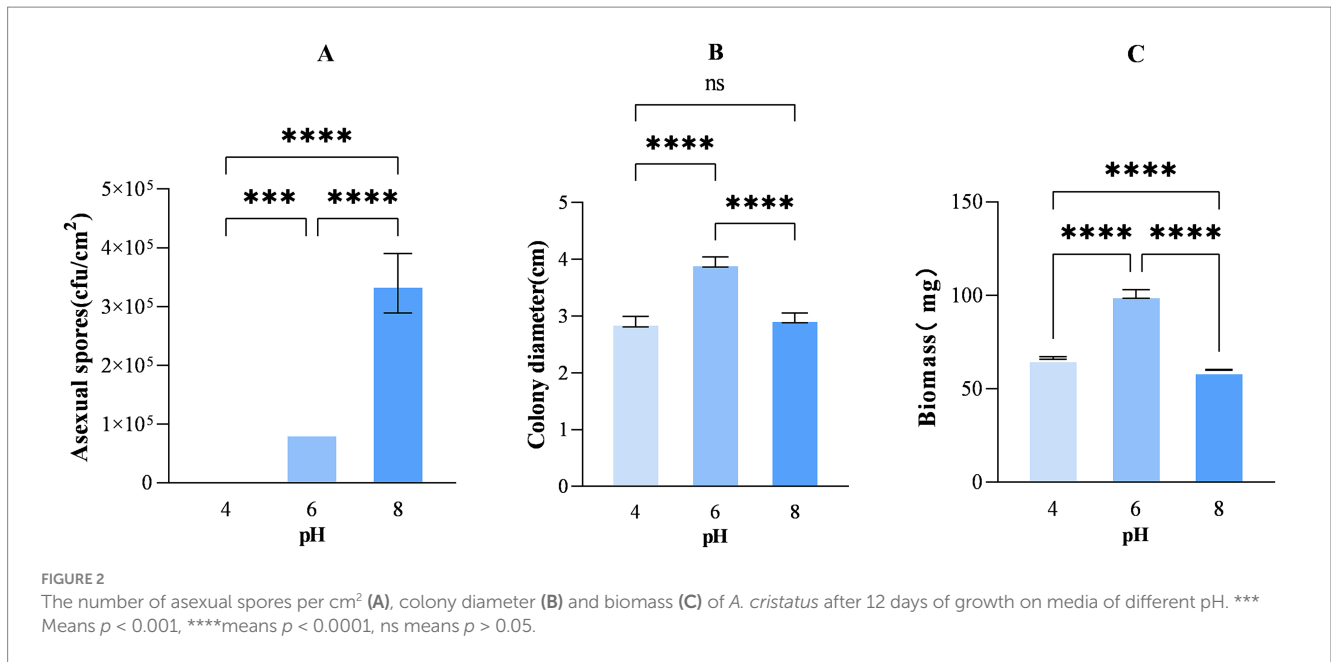 A
****
*** ****
5×10⁵
4×10⁵
3×10⁵
2×10⁵
1×10⁵
0
Asexual spores(cfu/cm²)
4 6 8
pH
B
ns
****
****
5
4
3
2
1
0
Colony diameter(cm)
4 6 8
pH
C
****
**** ****
150
100
50
0
Biomass( mg)
4 6 8
pH
FIGURE 2
The number of asexual spores per cm² (A), colony diameter (B) and biomass (C) of A. cristatus after 12 days of growth on media of different pH. ***
Means p < 0.001, ****means p < 0.0001, ns means p > 0.05.